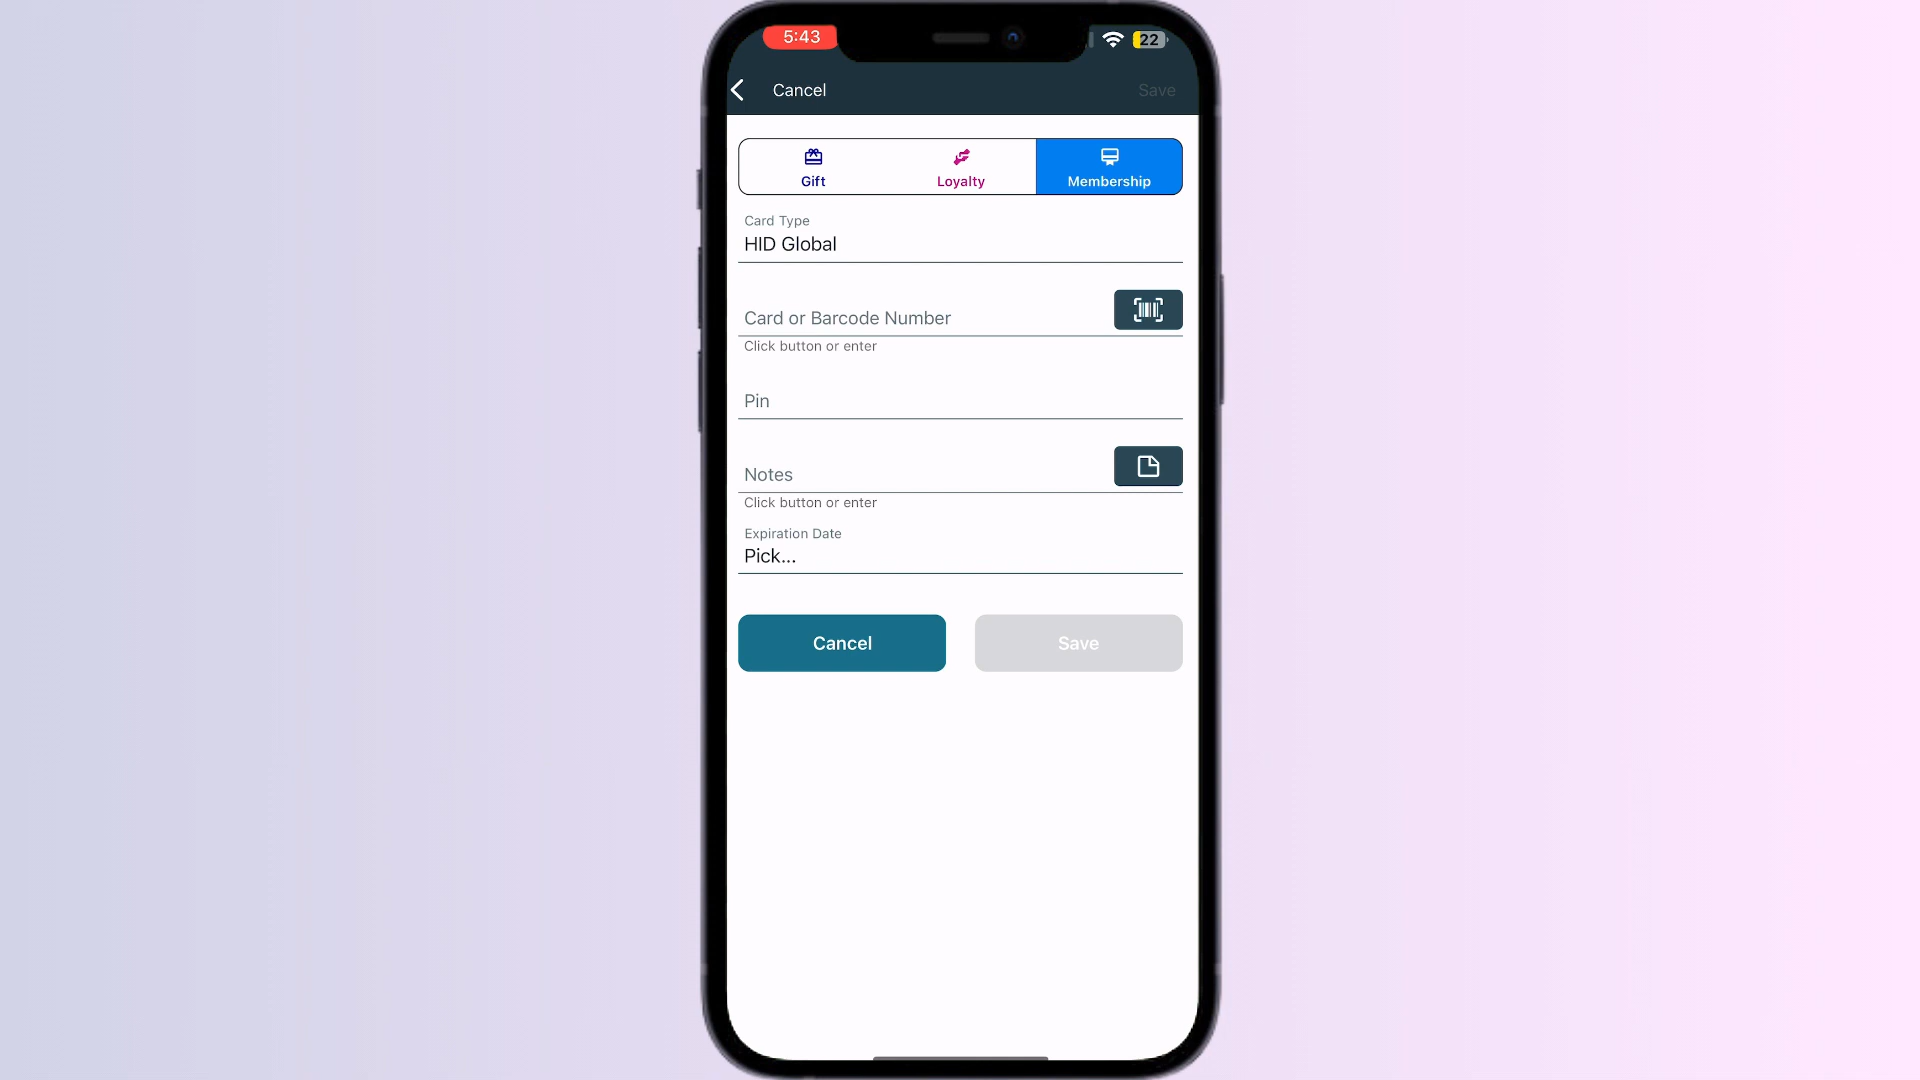 5:43
22
Cancel
Save
Gift
Loyalty
Membership
Card Type
HID Global
Card or Barcode Number
Click button or enter
Pin
Notes
Click button or enter
Expiration Date
Pick...
Cancel
Save